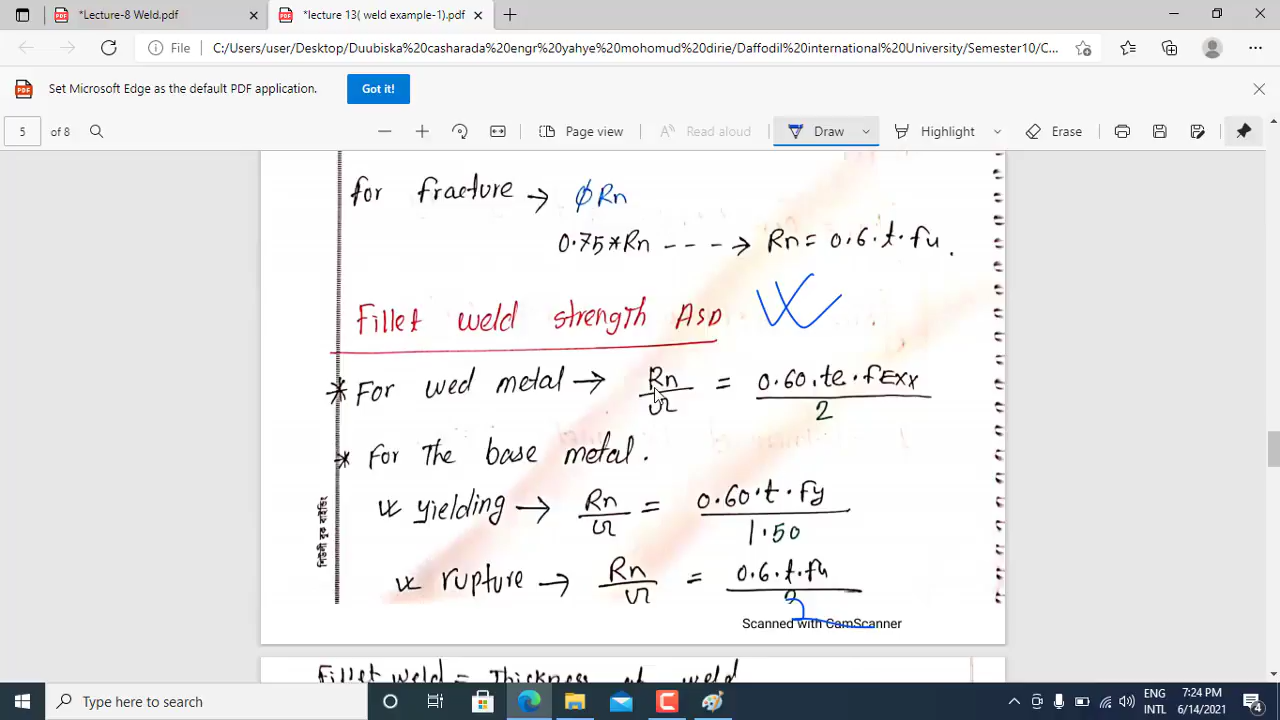 *Lecture-8 Weld.pdf
*lecture 13( weld example-1).pdf
File
C:/Users/user/Desktop/Duubiska%20casharada%20engr%20yahye%20mohomud%20dirie/Daffodil%20international%20University/Semester10/C...
Set Microsoft Edge as the default PDF application.
Got it!
5 of 8
Page view
Read aloud
Draw
Highlight
Erase
for fracture → ϕRn
0.75*Rn ---→ Rn = 0.6.t.fu.
Fillet weld strength ASD
* For wed metal → Rn/Ω = 0.60.te.fExx/2
* For The base metal.
yielding → Rn/Ω = 0.60.t.fy/1.50
rupture → Rn/Ω = 0.6.t.fu/2
Scanned with CamScanner
Fillet weld = Thickness at weld
Type here to search
ENG
INTL
7:24 PM
6/14/2021
4